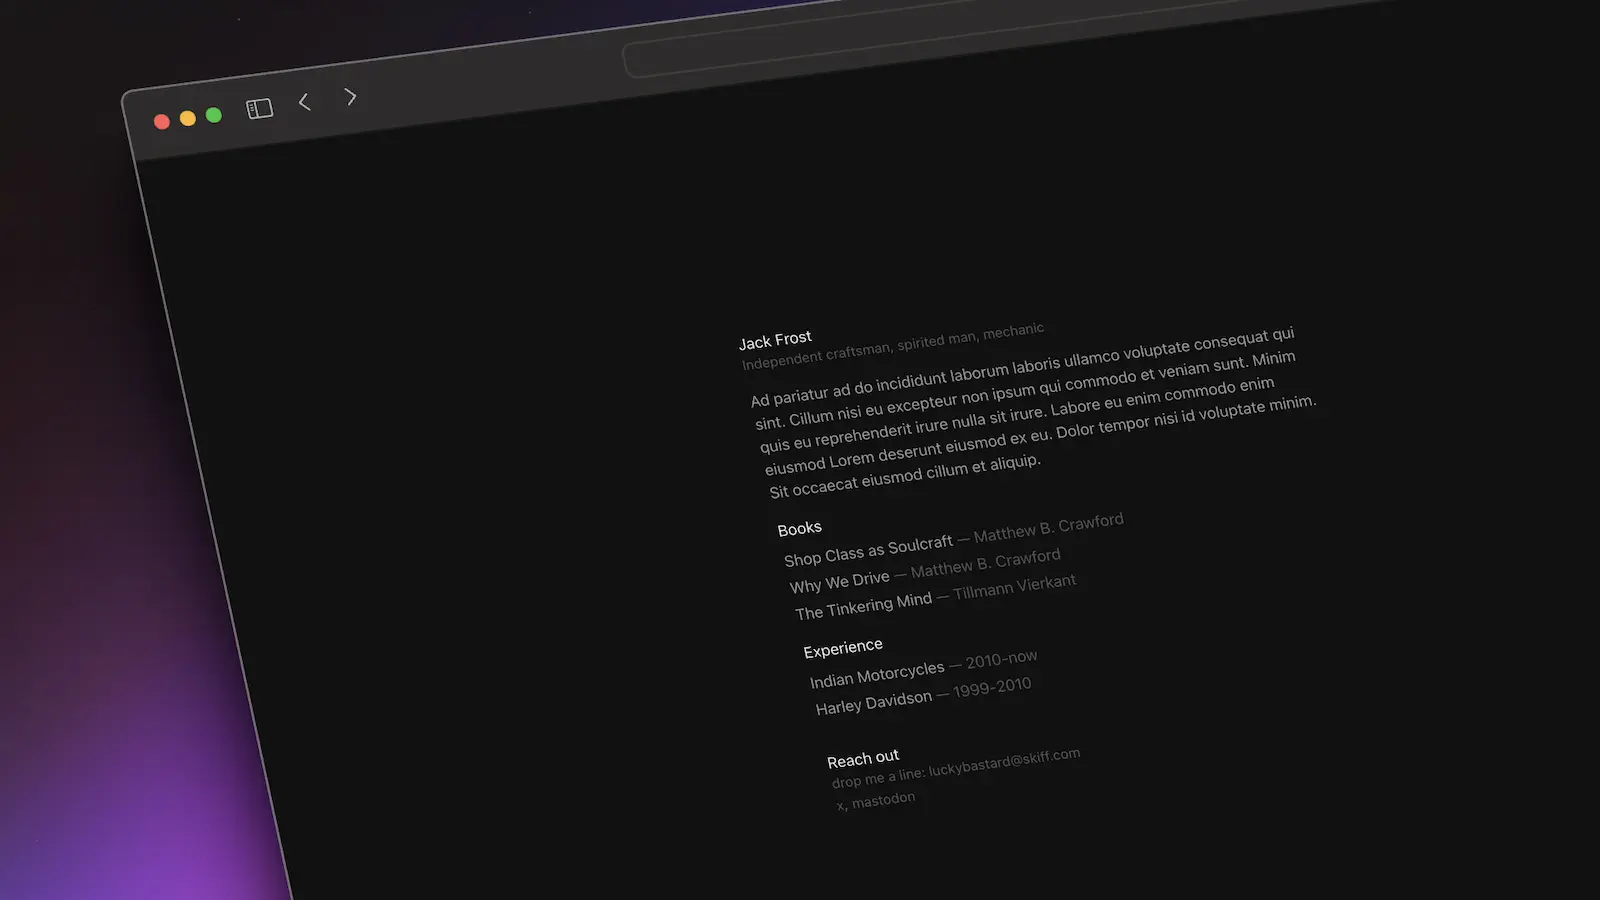 Jack Frost
Independent craftsman, spirited man, mechanic
Ad pariatur ad do incididunt laborum laboris ullamco voluptate consequat qui
sint. Cillum nisi eu excepteur non ipsum qui commodo et veniam sunt. Minim
quis eu reprehenderit irure nulla sit irure. Labore eu enim commodo enim
eiusmod Lorem deserunt eiusmod ex eu. Dolor tempor nisi id voluptate minim.
Sit occaecat eiusmod cillum et aliquip.
Books
Shop Class as Soulcraft — Matthew B. Crawford
Why We Drive — Matthew B. Crawford
The Tinkering Mind — Tillmann Vierkant
Experience
Indian Motorcycles — 2010-now
Harley Davidson — 1999-2010
Reach out
drop me a line: luckybastard@skiff.com
x, mastodon